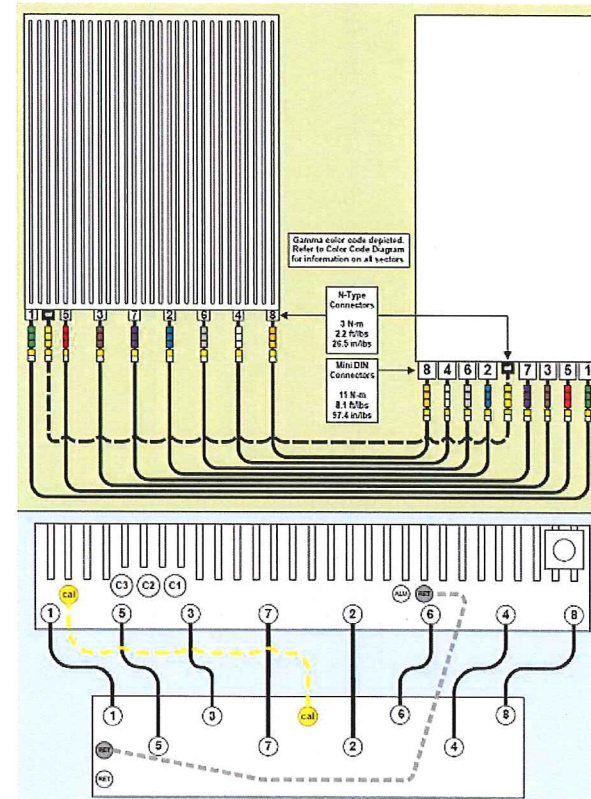 Gamma color code depicted.
Refer to Color Code Diagram
for information on all sectors.
1 5 3 7 2 6 4 8
N-Type
Connectors
3 N-m
2.2 ft/lbs
26.5 in/lbs
Mini DIN
Connectors
11 N-m
8.1 ft/lbs
97.4 in/lbs
8 4 6 2 7 3 5 1
C3 C2 C1
cal ALM RET
1 5 3 7 2 6 4 8
1 3 cal 6 8
5 7 2 4
RET
RET